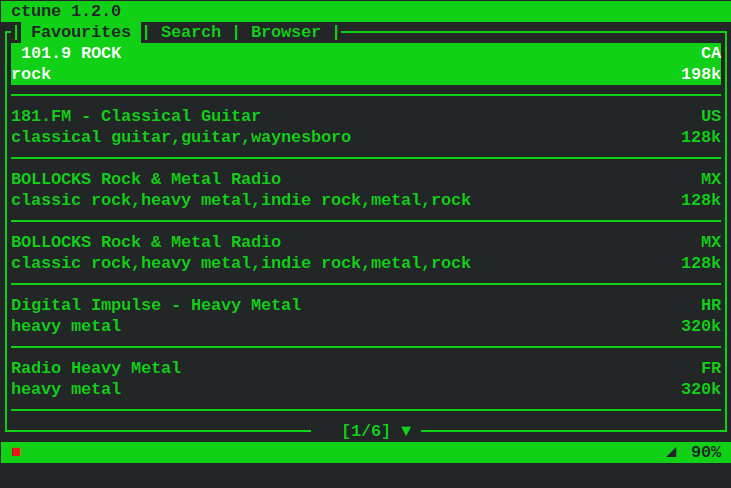 ctune 1.2.0
| Favourites | Search | Browser |
101.9 ROCK CA
rock 198k
181.FM - Classical Guitar US
classical guitar,guitar,waynesboro 128k
BOLLOCKS Rock & Metal Radio MX
classic rock,heavy metal,indie rock,metal,rock 128k
BOLLOCKS Rock & Metal Radio MX
classic rock,heavy metal,indie rock,metal,rock 128k
Digital Impulse - Heavy Metal HR
heavy metal 320k
Radio Heavy Metal FR
heavy metal 320k
[1/6] ▼
90%